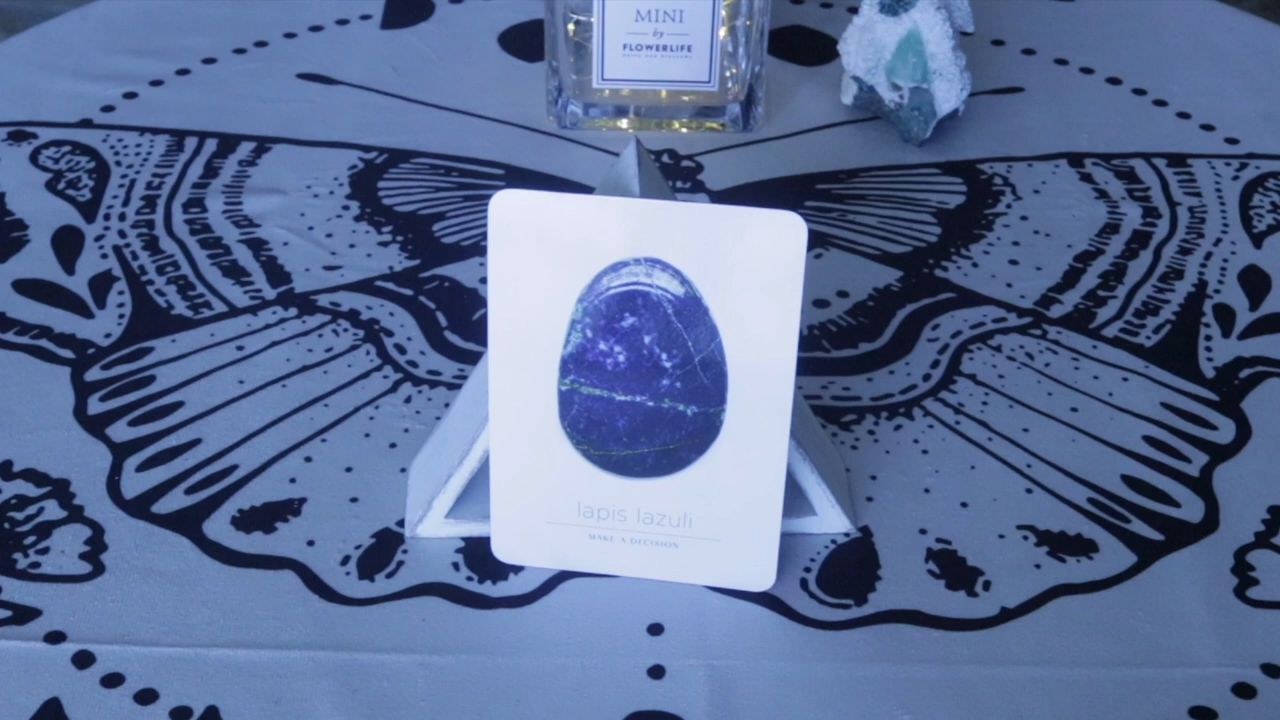 MINI
by
FLOWERLIFE
lapis lazuli
MAKE A DECISION